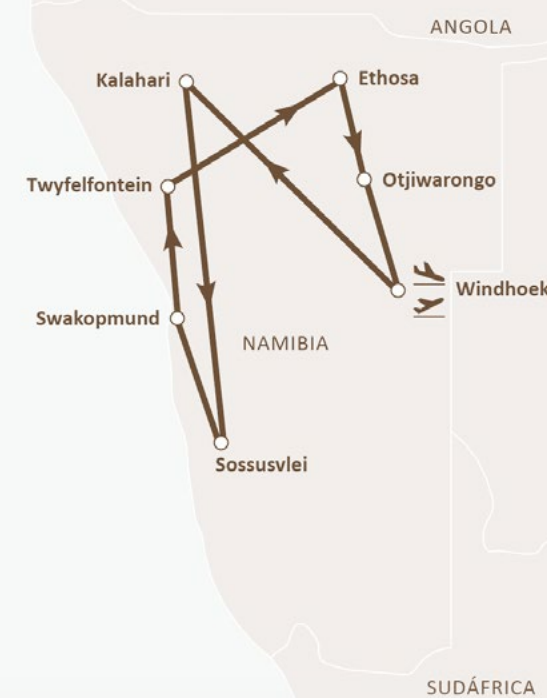 ANGOLA
Kalahari
Ethosa
Twyfelfontein
Otjiwarongo
Windhoek
Swakopmund
NAMIBIA
Sossusvlei
SUDÁFRICA